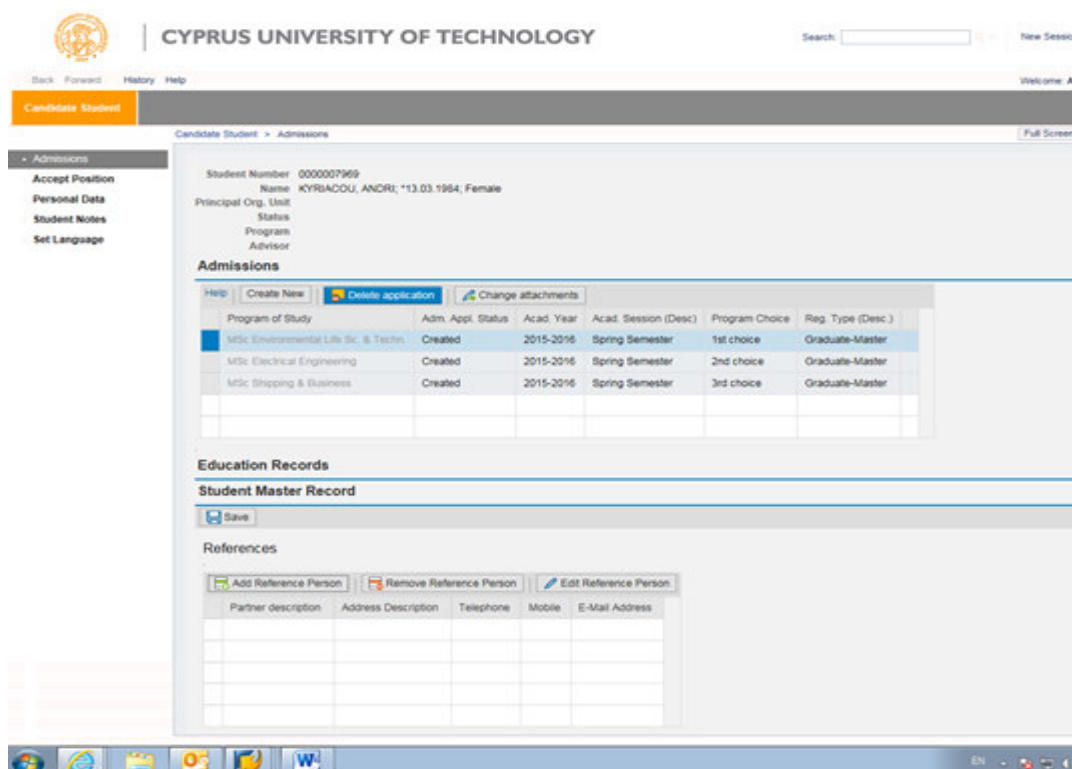 CYPRUS UNIVERSITY OF TECHNOLOGY
Search:
New Sessio
Back Forward History Help
Welcome: A
Candidate Student
Candidate Student > Admissions
Full Screen
Admissions
Accept Position
Personal Data
Student Notes
Set Language
Student Number 0000007969
Name KYRIACOU, ANDRI; *13.03.1984; Female
Principal Org. Unit
Status
Program
Advisor
Admissions
Help Create New Delete application Change attachments
Program of Study Adm. Appl. Status Acad. Year Acad. Session (Desc) Program Choice Reg. Type (Desc.)
MSc Environmental Life Sc. & Techn. Created 2015-2016 Spring Semester 1st choice Graduate-Master
MSc Electrical Engineering Created 2015-2016 Spring Semester 2nd choice Graduate-Master
MSc Shipping & Business Created 2015-2016 Spring Semester 3rd choice Graduate-Master
Education Records
Student Master Record
Save
References
Add Reference Person Remove Reference Person Edit Reference Person
Partner description Address Description Telephone Mobile E-Mail Address
EN